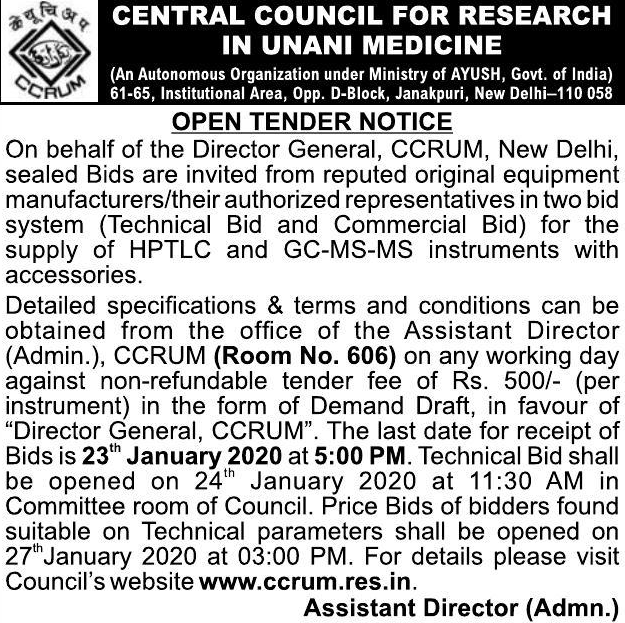 के यू चि अ प
CCRUM
CENTRAL COUNCIL FOR RESEARCH
IN UNANI MEDICINE
(An Autonomous Organization under Ministry of AYUSH, Govt. of India)
61-65, Institutional Area, Opp. D-Block, Janakpuri, New Delhi–110 058
OPEN TENDER NOTICE
On behalf of the Director General, CCRUM, New Delhi,
sealed Bids are invited from reputed original equipment
manufacturers/their authorized representatives in two bid
system (Technical Bid and Commercial Bid) for the
supply of HPTLC and GC-MS-MS instruments with
accessories.
Detailed specifications & terms and conditions can be
obtained from the office of the Assistant Director
(Admin.), CCRUM (Room No. 606) on any working day
against non-refundable tender fee of Rs. 500/- (per
instrument) in the form of Demand Draft, in favour of
“Director General, CCRUM”. The last date for receipt of
Bids is 23th January 2020 at 5:00 PM. Technical Bid shall
be opened on 24th January 2020 at 11:30 AM in
Committee room of Council. Price Bids of bidders found
suitable on Technical parameters shall be opened on
27thJanuary 2020 at 03:00 PM. For details please visit
Council’s website www.ccrum.res.in.
Assistant Director (Admn.)